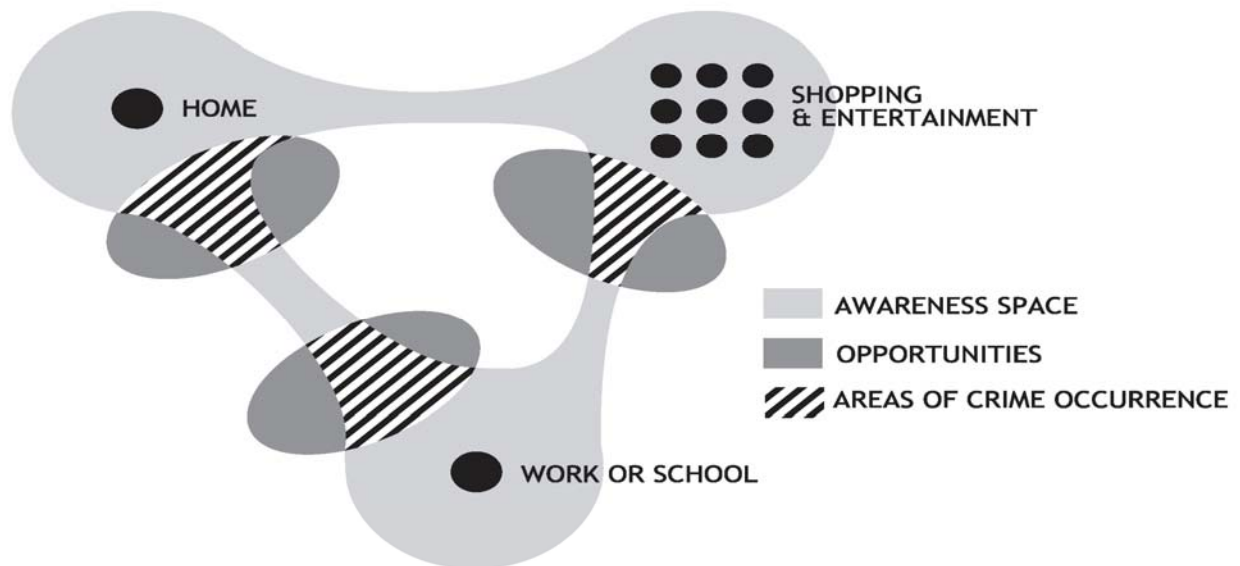 HOME
SHOPPING
& ENTERTAINMENT
AWARENESS SPACE
OPPORTUNITIES
AREAS OF CRIME OCCURRENCE
WORK OR SCHOOL